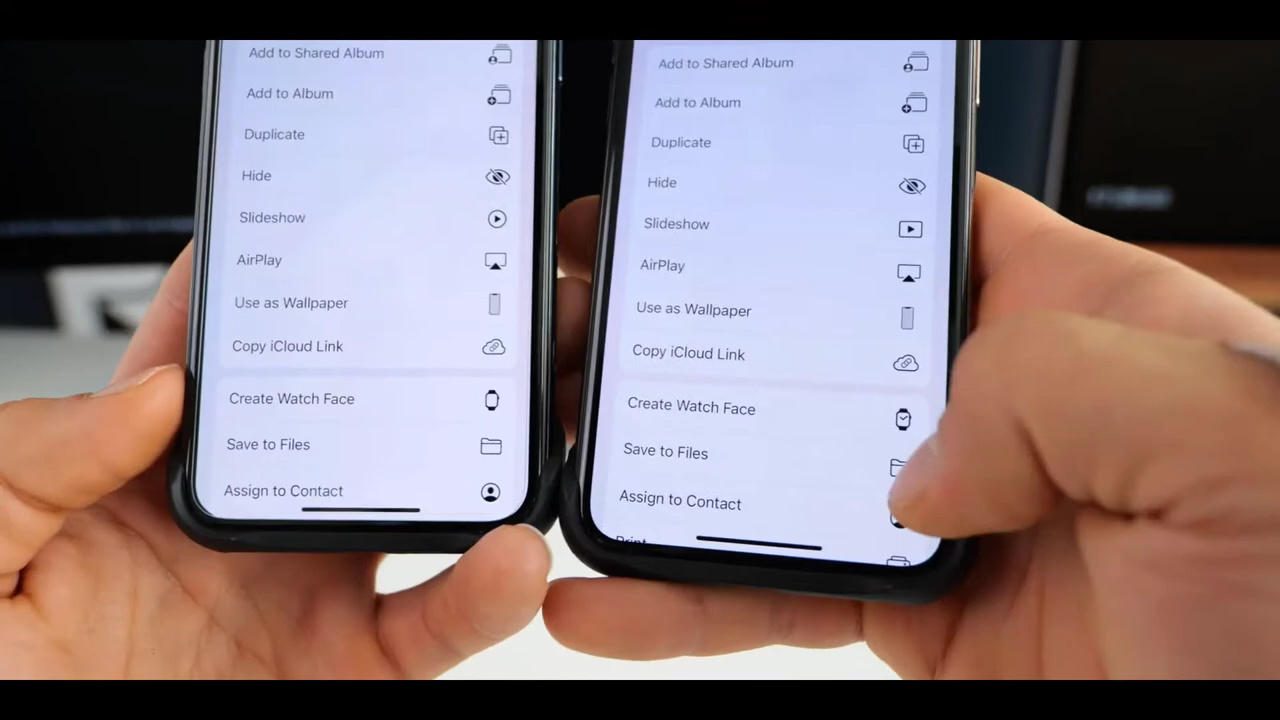 Add to Shared Album
Add to Album
Duplicate
Hide
Slideshow
AirPlay
Use as Wallpaper
Copy iCloud Link
Create Watch Face
Save to Files
Assign to Contact
Add to Shared Album
Add to Album
Duplicate
Hide
Slideshow
AirPlay
Use as Wallpaper
Copy iCloud Link
Create Watch Face
Save to Files
Assign to Contact
Print